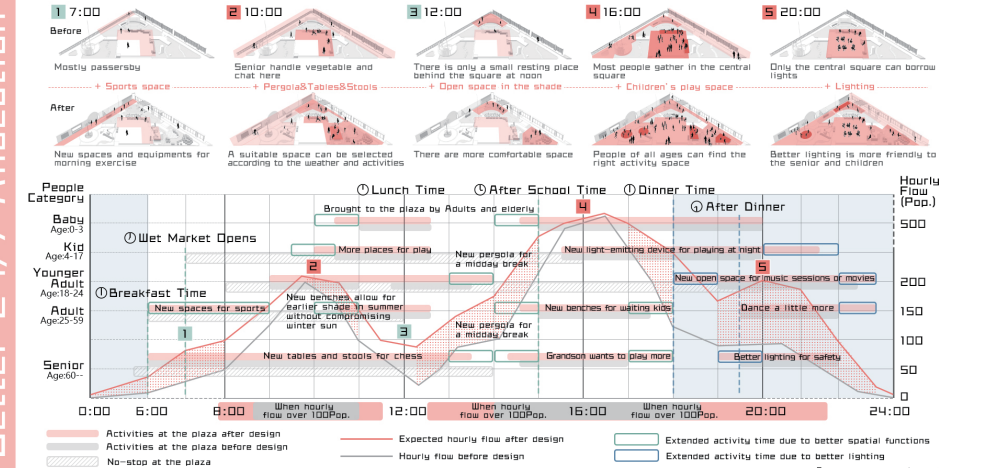 1 7:00
2 10:00
3 12:00
4 16:00
5 20:00
Before
Mostly passersby
Senior handle vegetable and
chat here
There is only a small resting place
behind the square at noon
Most people gather in the central
square
Only the central square can borrow
lights
+ Sports space
+ Pergola&Tables&Stools
+ Open space in the shade
+ Children's play space
+ Lighting
After
New spaces and equipments for
morning exercise
A suitable space can be selected
according to the weather and activities
There are more comfortable space
People of all ages can find the
right activity space
Better lighting is more friendly to
the senior and children
People
Category
Hourly
Flow
(Pop.)
Lunch Time
After School Time
Dinner Time
After Dinner
Wet Market Opens
Breakfast Time
Baby
Age:0-3
Kid
Age:4-17
Younger
Adult
Age:18-24
Adult
Age:25-59
Senior
Age:60--
Brought to the plaza by Adults and elderly
More places for play
New pergola for
a midday break
New light-emitting device for playing at night
New open space for music sessions or movies
New spaces for sports
New benches allow for
earlier shade in summer
without compromising
winter sun
New pergola for
a midday break
New benches for waiting kids
Dance a little more
New tables and stools for chess
Grandson wants to play more
Better lighting for safety
1
2
3
4
5
500
200
150
100
50
0
0:00
6:00
8:00
12:00
16:00
20:00
24:00
When hourly
flow over 100Pop.
When hourly
flow over 100Pop.
When hourly
flow over 100Pop.
Activities at the plaza after design
Activities at the plaza before design
No-stop at the plaza
Expected hourly flow after design
Hourly flow before design
Extended activity time due to better spatial functions
Extended activity time due to better lighting